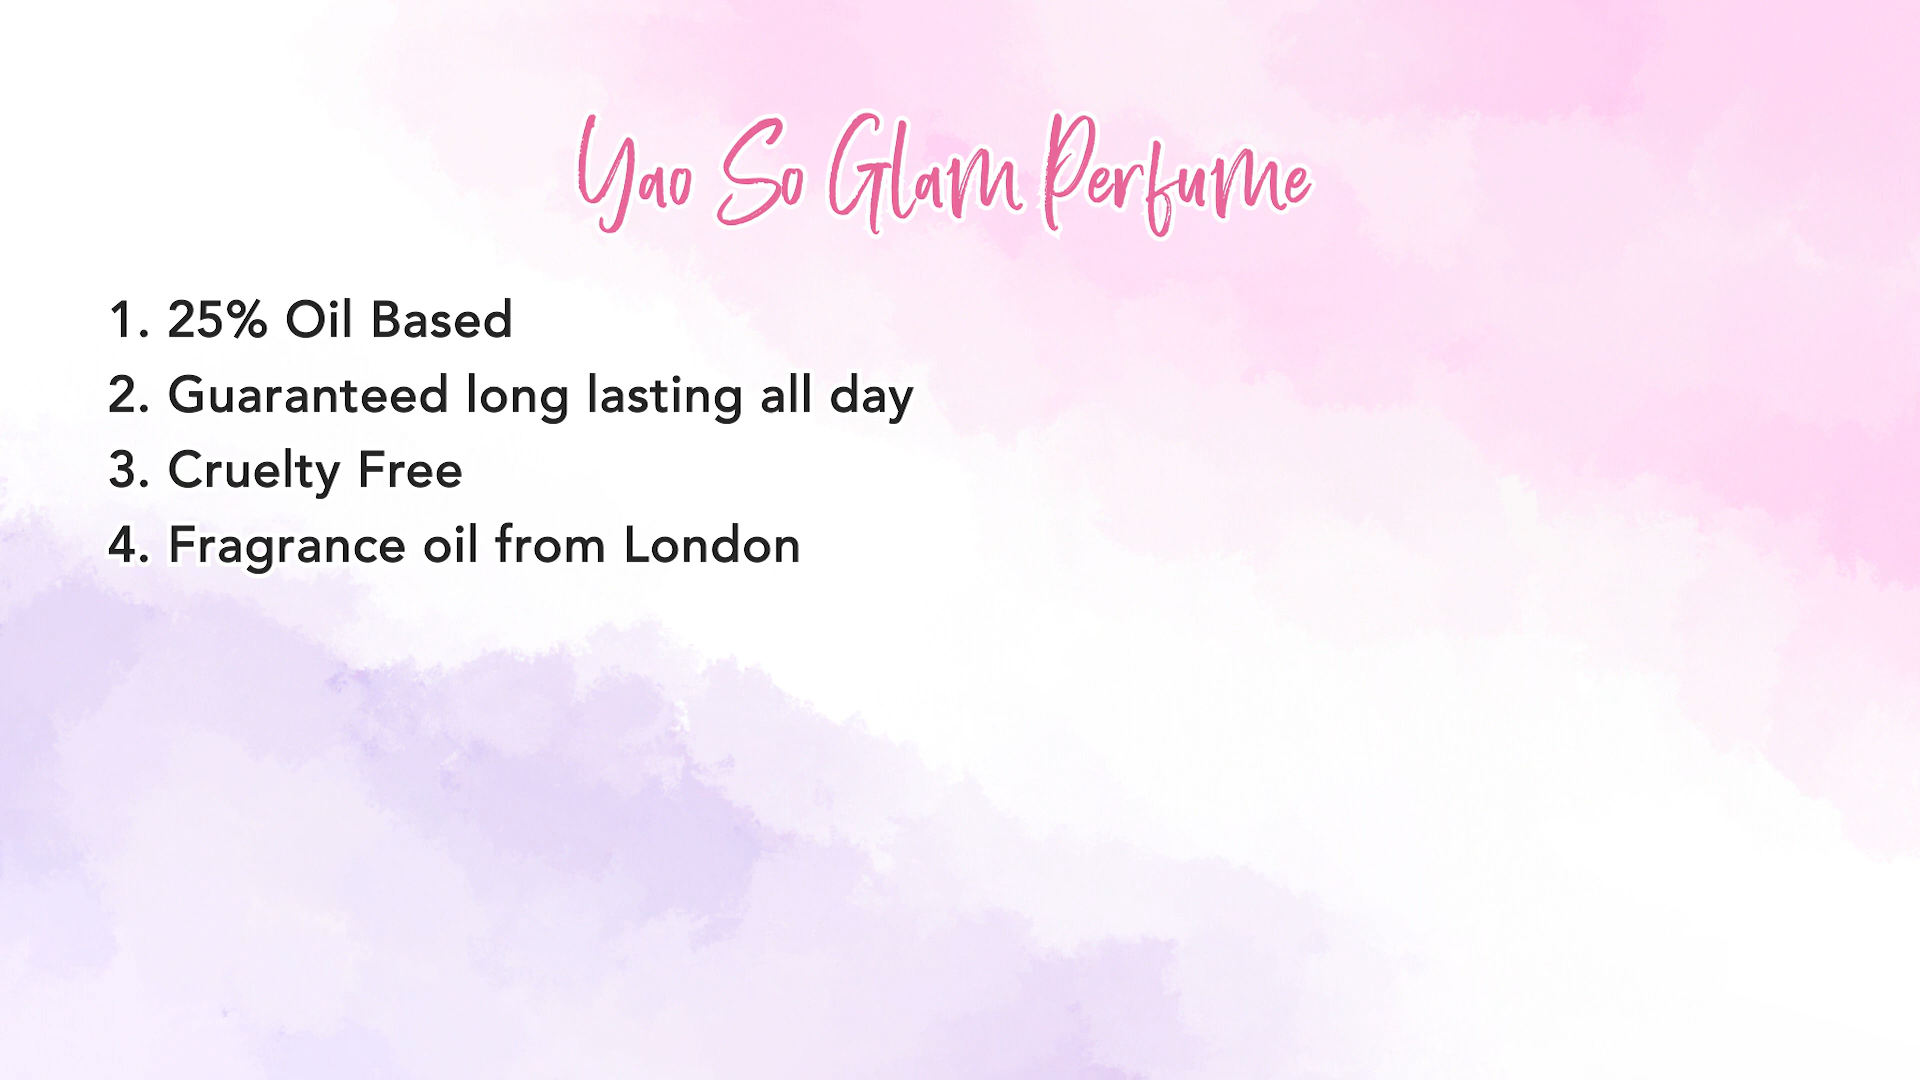 Yao So Glam Perfume
1. 25% Oil Based
2. Guaranteed long lasting all day
3. Cruelty Free
4. Fragrance oil from London